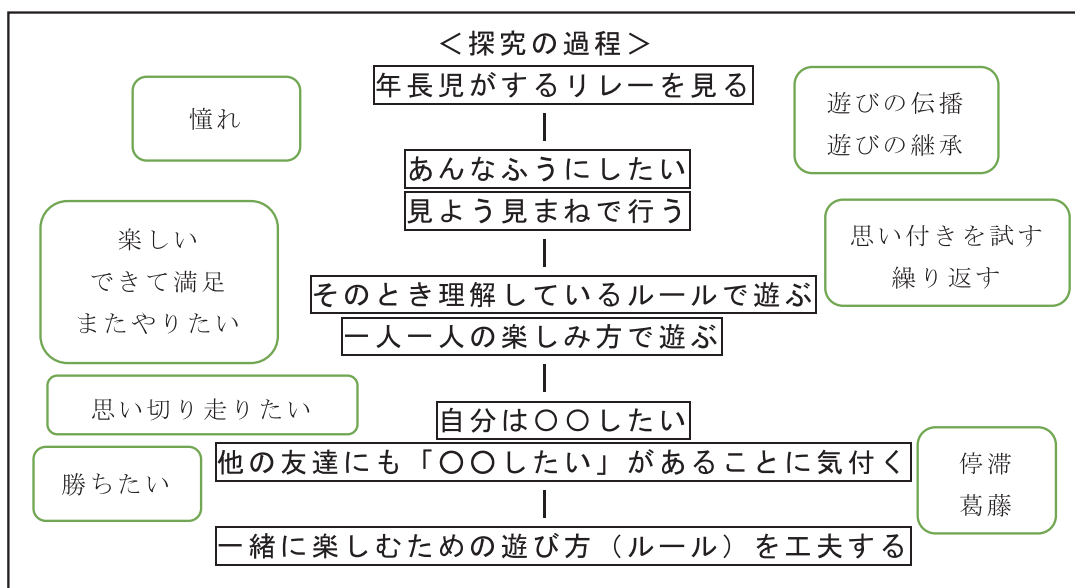 ＜探究の過程＞
年長児がするリレーを見る
憧れ
遊びの伝播
遊びの継承
あんなふうにしたい
見よう見まねで行う
楽しい
できて満足
またやりたい
思い付きを試す
繰り返す
そのとき理解しているルールで遊ぶ
一人一人の楽しみ方で遊ぶ
思い切り走りたい
自分は〇〇したい
他の友達にも「〇〇したい」があることに気付く
勝ちたい
停滞
葛藤
一緒に楽しむための遊び方（ルール）を工夫する